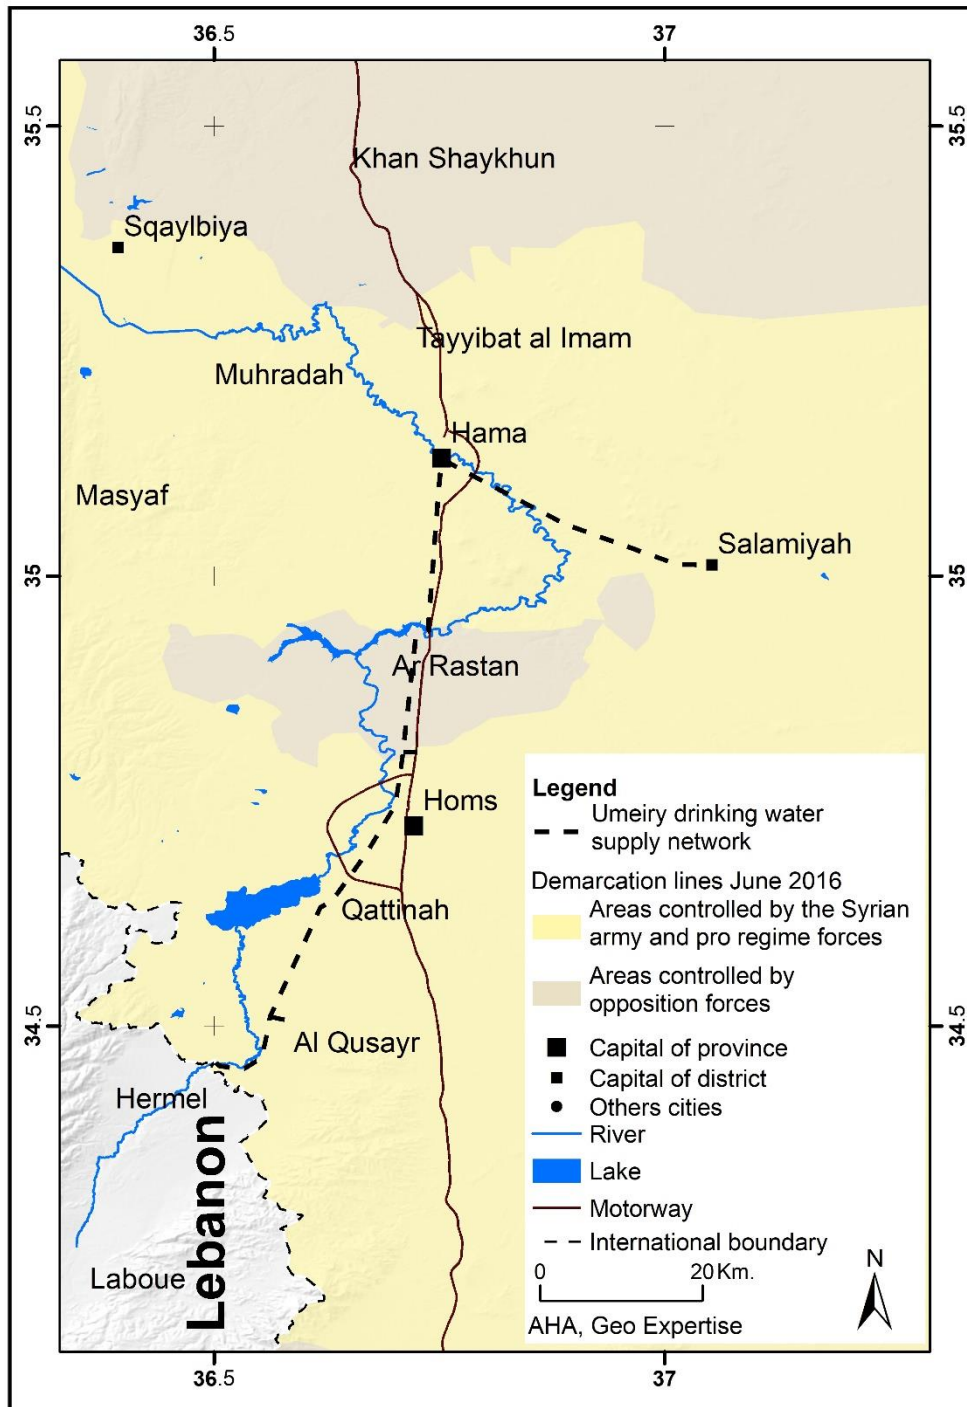 36.5
37
35.5
35.5
Khan Shaykhun
Sqaylbiya
Tayyibat al Imam
Muhradah
Hama
Masyaf
Salamiyah
35
35
Ar Rastan
Homs
Qattinah
Al Qusayr
34.5
34.5
Hermel
Lebanon
Laboue
Legend
Umeiry drinking water
supply network
Demarcation lines June 2016
Areas controlled by the Syrian
army and pro regime forces
Areas controlled by
opposition forces
Capital of province
Capital of district
Others cities
River
Lake
Motorway
International boundary
0
20 Km.
N
AHA, Geo Expertise
36.5
37